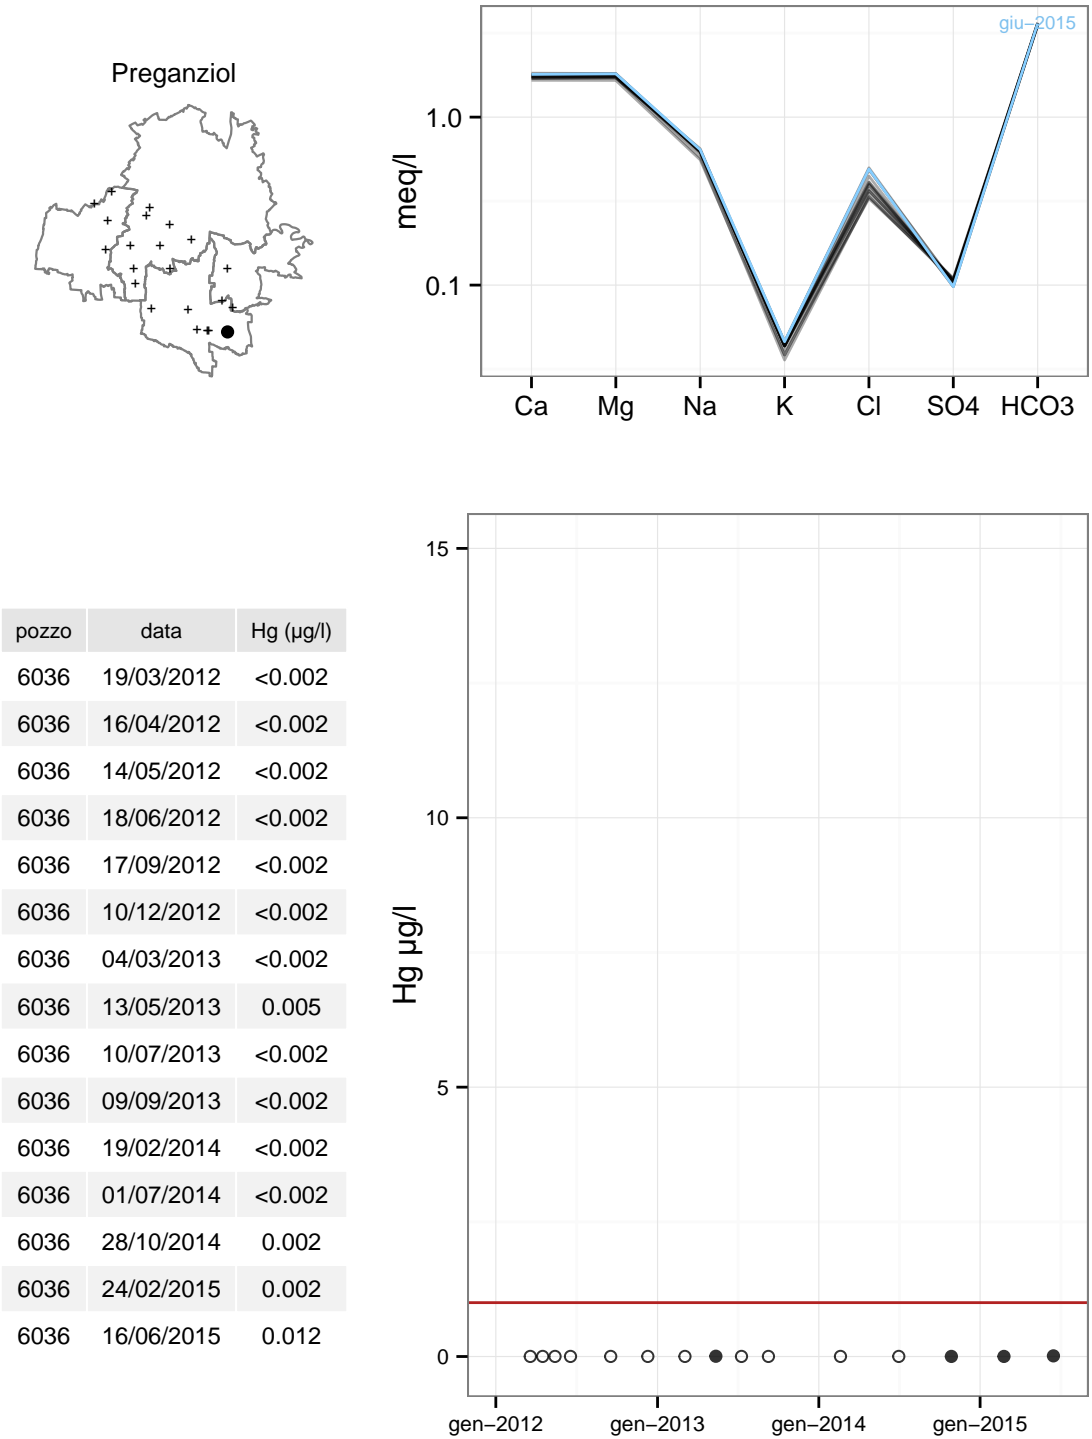 Preganziol
giu−2015
meq/l
1.0
0.1
Ca Mg Na K Cl SO4 HCO3
pozzo data Hg (µg/l)
6036 19/03/2012 <0.002
6036 16/04/2012 <0.002
6036 14/05/2012 <0.002
6036 18/06/2012 <0.002
6036 17/09/2012 <0.002
6036 10/12/2012 <0.002
6036 04/03/2013 <0.002
6036 13/05/2013 0.005
6036 10/07/2013 <0.002
6036 09/09/2013 <0.002
6036 19/02/2014 <0.002
6036 01/07/2014 <0.002
6036 28/10/2014 0.002
6036 24/02/2015 0.002
6036 16/06/2015 0.012
Hg µg/l
15
10
5
0
gen−2012 gen−2013 gen−2014 gen−2015